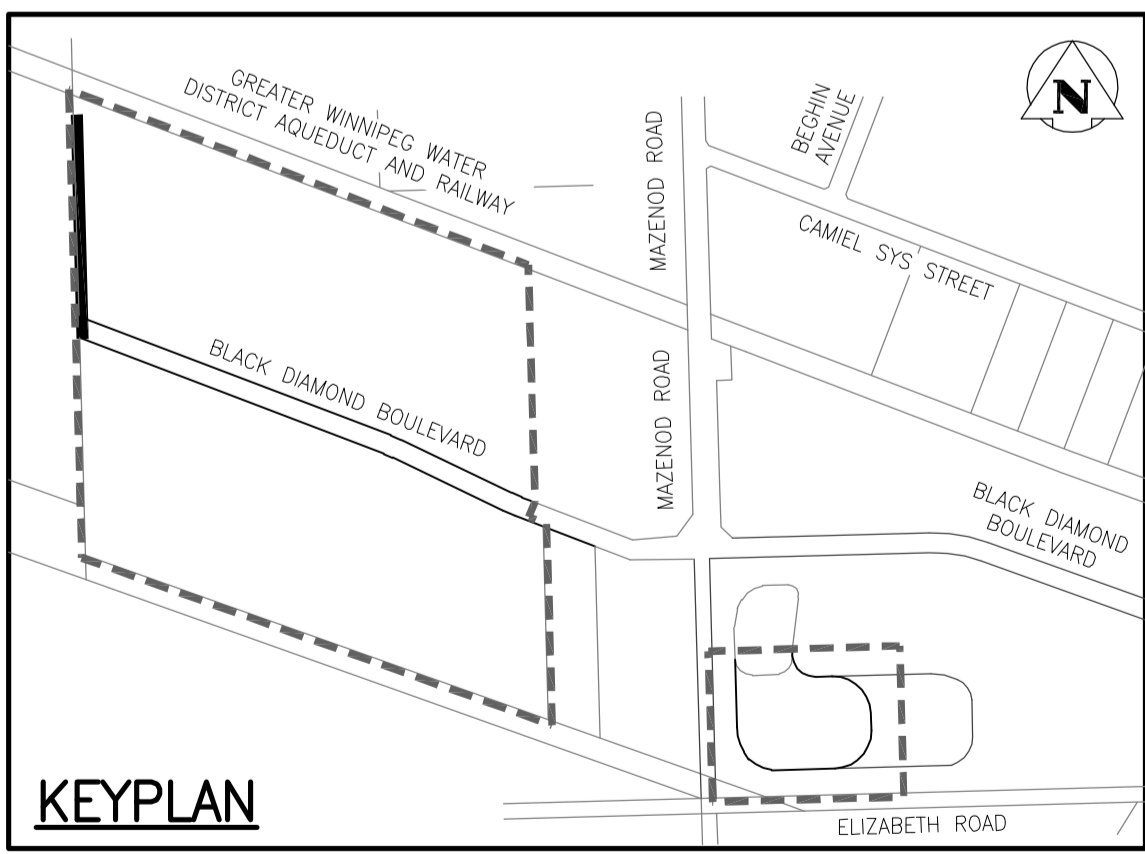 GREATER WINNIPEG WATER
DISTRICT AQUEDUCT AND RAILWAY
MAZENOD ROAD
BEGHIN
AVENUE
N
CAMIEL SYS STREET
BLACK DIAMOND BOULEVARD
MAZENOD ROAD
BLACK DIAMOND
BOULEVARD
KEYPLAN
ELIZABETH ROAD